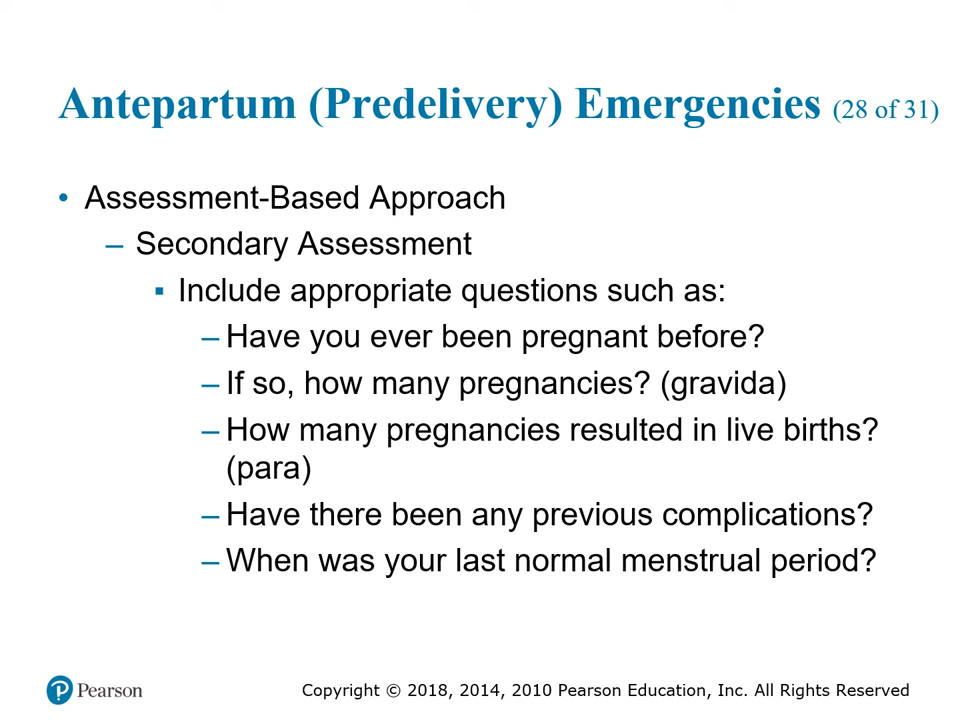 Antepartum (Predelivery) Emergencies (28 of 31)
• Assessment-Based Approach
– Secondary Assessment
▪ Include appropriate questions such as:
– Have you ever been pregnant before?
– If so, how many pregnancies? (gravida)
– How many pregnancies resulted in live births?
(para)
– Have there been any previous complications?
– When was your last normal menstrual period?
Pearson
Copyright © 2018, 2014, 2010 Pearson Education, Inc. All Rights Reserved